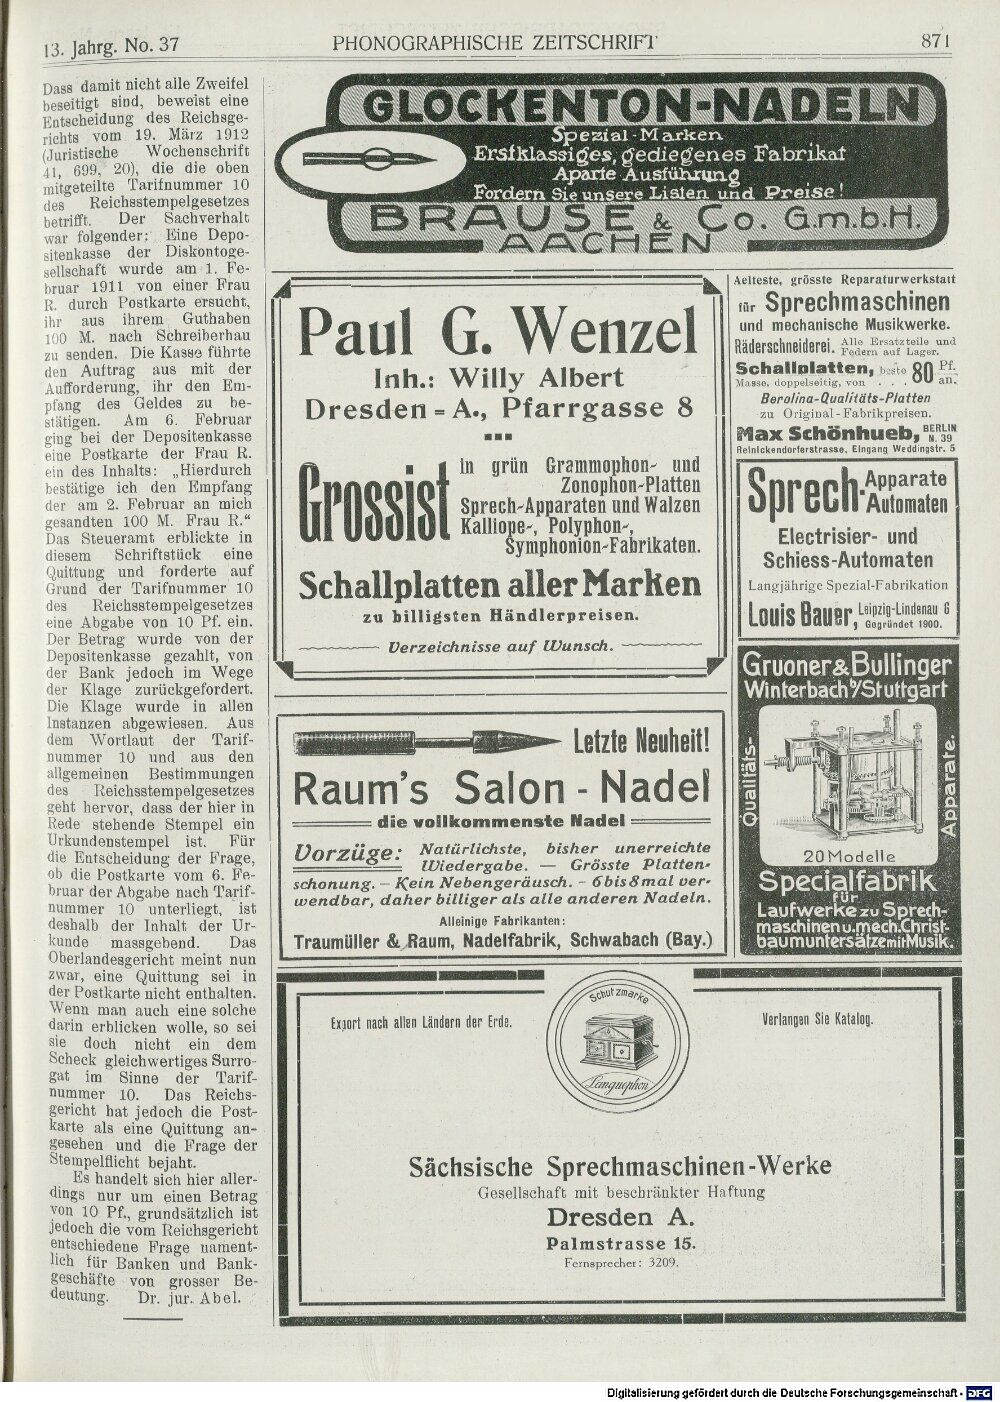 13. Jahrg. No. 37
PHONOGRAPHISCHE ZEITSCHRIFT
871
Dass damit nicht alle Zweifel
beseitigt sind, beweist eine
Entscheidung des Reichsge-
richts vom 19. März 1912
(Juristische Wochenschrift
41, 699, 20), die die oben
mitgeteilte Tarifnummer 10
des Reichsstempelgesetzes
betrifft. Der Sachverhalt
war folgender: Eine Depo-
sitenkasse der Diskontoge-
sellschaft wurde am 1. Fe-
bruar 1911 von einer Frau
R. durch Postkarte ersucht,
ihr aus ihrem Guthaben
100 M. nach Schreiberhau
zu senden. Die Kasse führte
den Auftrag aus mit der
Aufforderung, ihr den Em-
pfang des Geldes zu be-
stätigen. Am 6. Februar
ging bei der Depositenkasse
eine Postkarte der Frau R.
ein des Inhalts: „Hierdurch
bestätige ich den Empfang
der am 2. Februar an mich
gesandten 100 M. Frau R.“
Das Steueramt erblickte in
diesem Schriftstück eine
Quittung und forderte auf
Grund der Tarifnummer 10
des Reichsstempelgesetzes
eine Abgabe von 10 Pf. ein.
Der Betrag wurde von der
Depositenkasse gezahlt, von
der Bank jedoch im Wege
der Klage zurückgefordert.
Die Klage wurde in allen
Instanzen abgewiesen. Aus
dem Wortlaut der Tarif-
nummer 10 und aus den
allgemeinen Bestimmungen
des Reichsstempelgesetzes
geht hervor, dass der hier in
Rede stehende Stempel ein
Urkundenstempel ist. Für
die Entscheidung der Frage,
ob die Postkarte vom 6. Fe-
bruar der Abgabe nach Tarif-
nummer 10 unterliegt, ist
deshalb der Inhalt der Ur-
kunde massgebend. Das
Oberlandesgericht meint nun
zwar, eine Quittung sei in
der Postkarte nicht enthalten.
Wenn man auch eine solche
darin erblicken wolle, so sei
sie doch nicht ein dem
Scheck gleichwertiges Surro-
gat im Sinne der Tarif-
nummer 10. Das Reichs-
gericht hat jedoch die Post-
karte als eine Quittung an-
gesehen und die Frage der
Stempelflicht bejaht.
Es handelt sich hier aller-
dings nur um einen Betrag
von 10 Pf., grundsätzlich ist
jedoch die vom Reichsgericht
entschiedene Frage nament-
lich für Banken und Bank-
geschäfte von grosser Be-
deutung. Dr. jur. Abel.
GLOCKENTON-NADELN
Spezial-Marken
Erstklassiges, gediegenes Fabrikat
Aparte Ausführung
Fordern Sie unsere Listen und Preise!
BRAUSE & Co. G.m.b.H.
AACHEN
Paul G. Wenzel
Inh.: Willy Albert
Dresden-A., Pfarrgasse 8
Grossist
in grün Grammophon- und
Zonophon-Platten
Sprech-Apparaten und Walzen
Kalliope-, Polyphon-,
Symphonion-Fabrikaten.
Schallplatten aller Marken
zu billigsten Händlerpreisen.
Verzeichnisse auf Wunsch.
Aelteste, grösste Reparaturwerkstatt
für Sprechmaschinen
und mechanische Musikwerke.
Räderschneiderei. Alle Ersatzteile und
Federn auf Lager.
Schallplatten, beste 80 Pf.
Masse, doppelseitig, von . . . an.
Berolina-Qualitäts-Platten
zu Original-Fabrikpreisen.
Max Schönhueb, BERLIN
N. 39
Reinickendorferstrasse, Eingang Weddingstr. 5
Sprech-Apparate
Automaten
Electrisier- und
Schiess-Automaten
Langjährige Spezial-Fabrikation
Louis Bauer, Leipzig-Lindenau 6
Gegründet 1900.
Letzte Neuheit!
Raum's Salon-Nadel
die vollkommenste Nadel
Vorzüge: Natürlichste, bisher unerreichte
Wiedergabe. — Grösste Platten-
schonung. – Kein Nebengeräusch. – 6 bis 8 mal ver-
wendbar, daher billiger als alle anderen Nadeln.
Alleinige Fabrikanten:
Traumüller & Raum, Nadelfabrik, Schwabach (Bay.)
Gruoner & Bullinger
Winterbach b/Stuttgart
Qualitäts-
Apparate.
20 Modelle
Specialfabrik
für
Laufwerke zu Sprech-
maschinen u. mech. Christ-
baumuntersätze mit Musik.
Export nach allen Ländern der Erde.
Schutzmarke
Languephon
Verlangen Sie Katalog.
Sächsische Sprechmaschinen-Werke
Gesellschaft mit beschränkter Haftung
Dresden A.
Palmstrasse 15.
Fernsprecher: 3209.
Digitalisierung gefördert durch die Deutsche Forschungsgemeinschaft - DFG